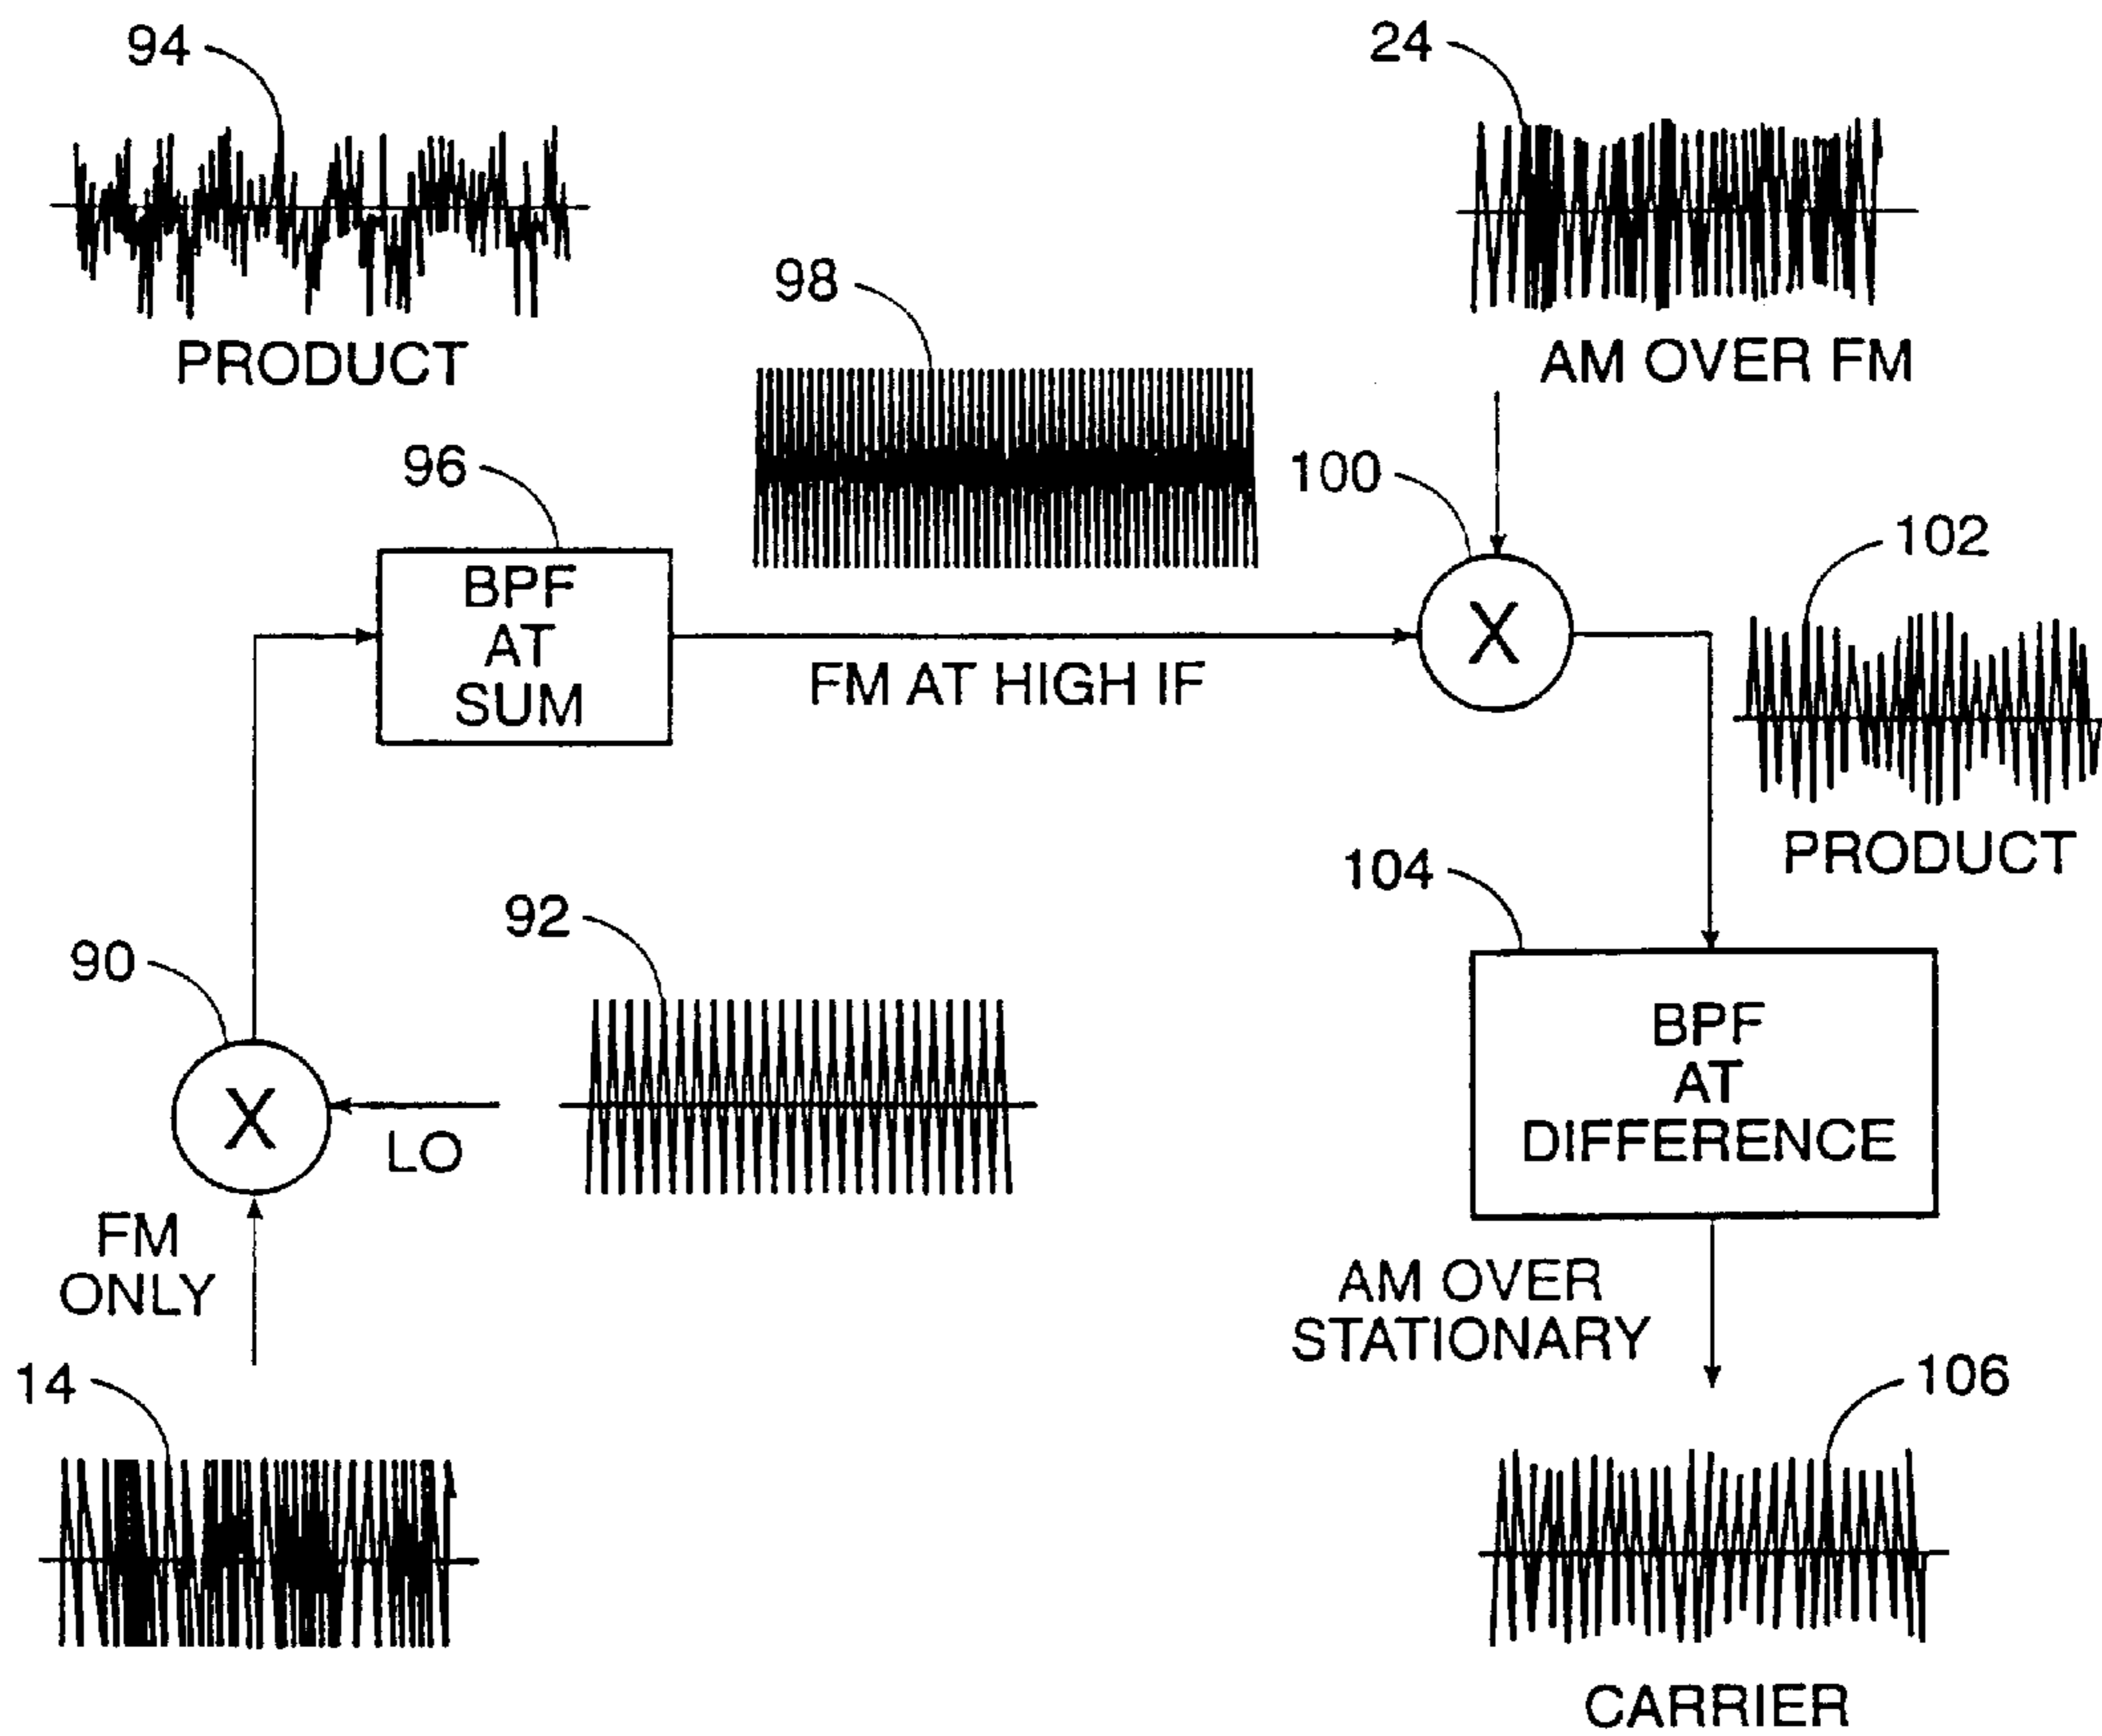 94
24
PRODUCT
98
AM OVER FM
96
100
102
BPF
AT
SUM
X
FM AT HIGH IF
PRODUCT
104
92
90
BPF
AT
DIFFERENCE
X
LO
FM
ONLY
AM OVER
STATIONARY
14
106
CARRIER